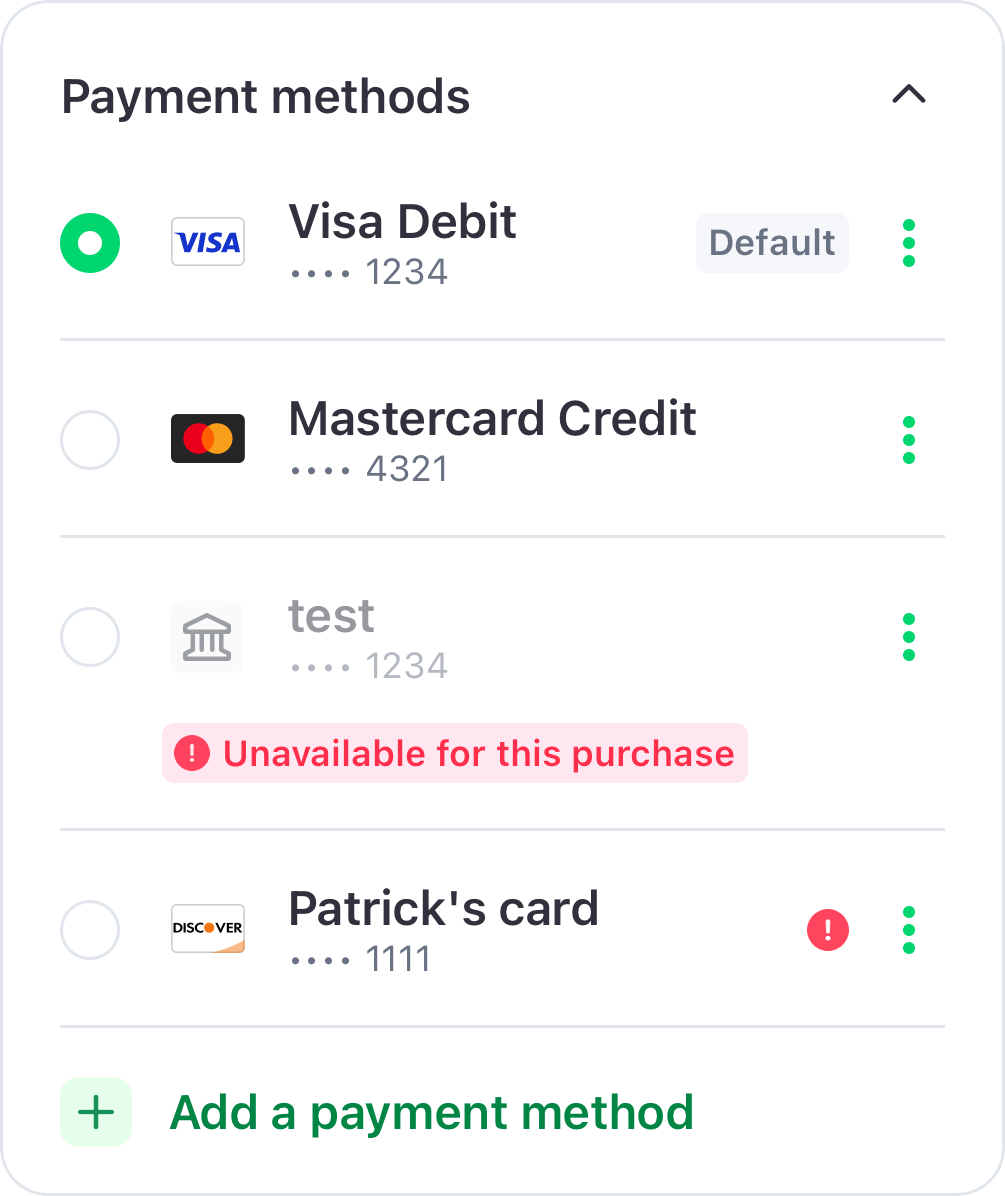 Payment methods
VISA
Visa Debit
Default
•••• 1234
Mastercard Credit
•••• 4321
test
•••• 1234
! Unavailable for this purchase
DISCOVER
Patrick's card
!
•••• 1111
+ Add a payment method